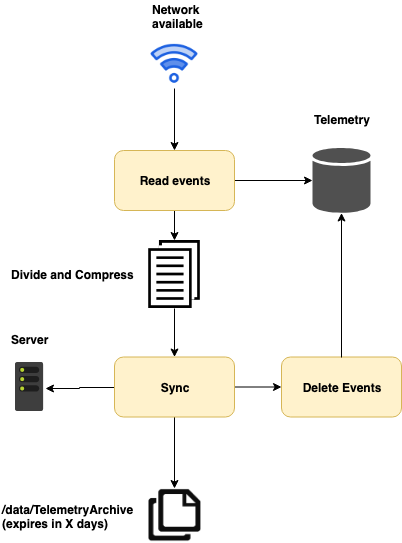 Network
available
Telemetry
Read events
Divide and Compress
Server
Sync
Delete Events
/data/TelemetryArchive
(expires in X days)